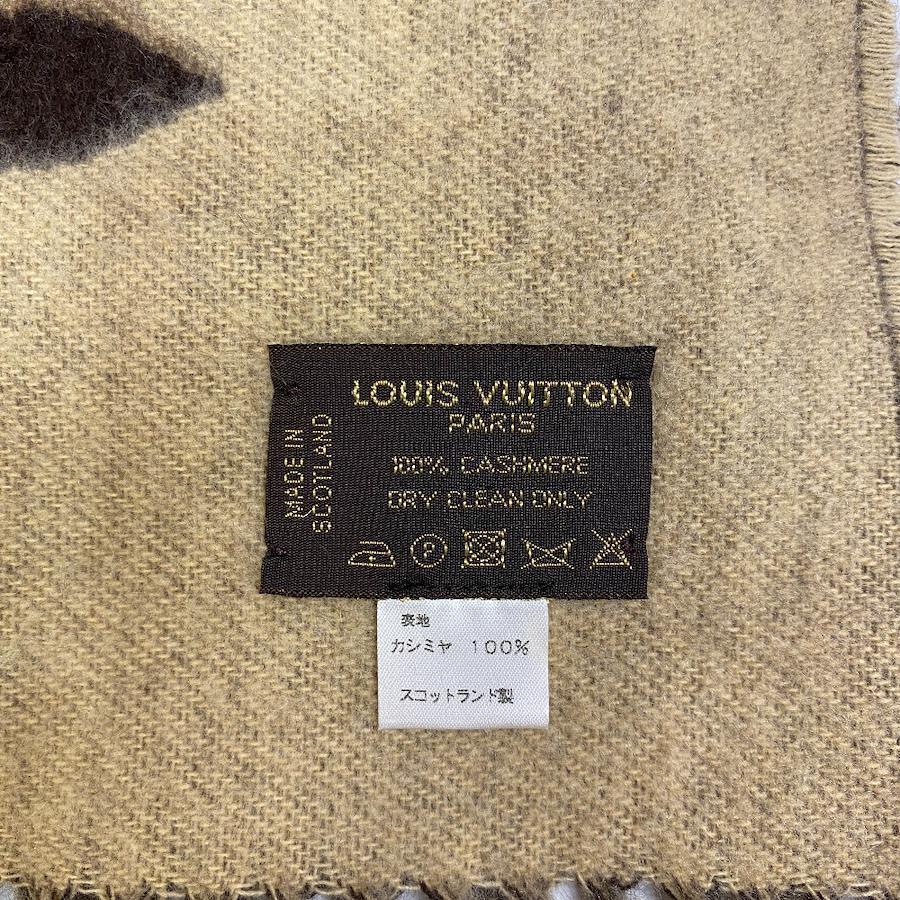 LOUIS VUITTON
PARIS
100% CASHMERE
DRY CLEAN ONLY
MADE IN
SCOTLAND
P
表地
カシミヤ 100%
スコットランド製